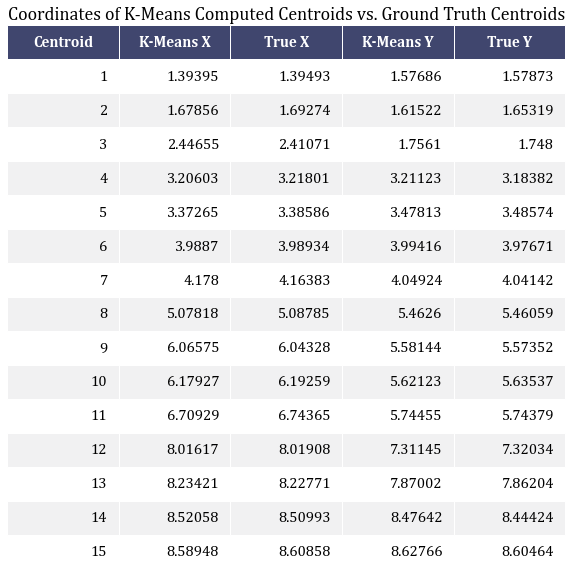 Coordinates of K-Means Computed Centroids vs. Ground Truth Centroids
Centroid K-Means X True X K-Means Y True Y
1 1.39395 1.39493 1.57686 1.57873
2 1.67856 1.69274 1.61522 1.65319
3 2.44655 2.41071 1.7561 1.748
4 3.20603 3.21801 3.21123 3.18382
5 3.37265 3.38586 3.47813 3.48574
6 3.9887 3.98934 3.99416 3.97671
7 4.178 4.16383 4.04924 4.04142
8 5.07818 5.08785 5.4626 5.46059
9 6.06575 6.04328 5.58144 5.57352
10 6.17927 6.19259 5.62123 5.63537
11 6.70929 6.74365 5.74455 5.74379
12 8.01617 8.01908 7.31145 7.32034
13 8.23421 8.22771 7.87002 7.86204
14 8.52058 8.50993 8.47642 8.44424
15 8.58948 8.60858 8.62766 8.60464